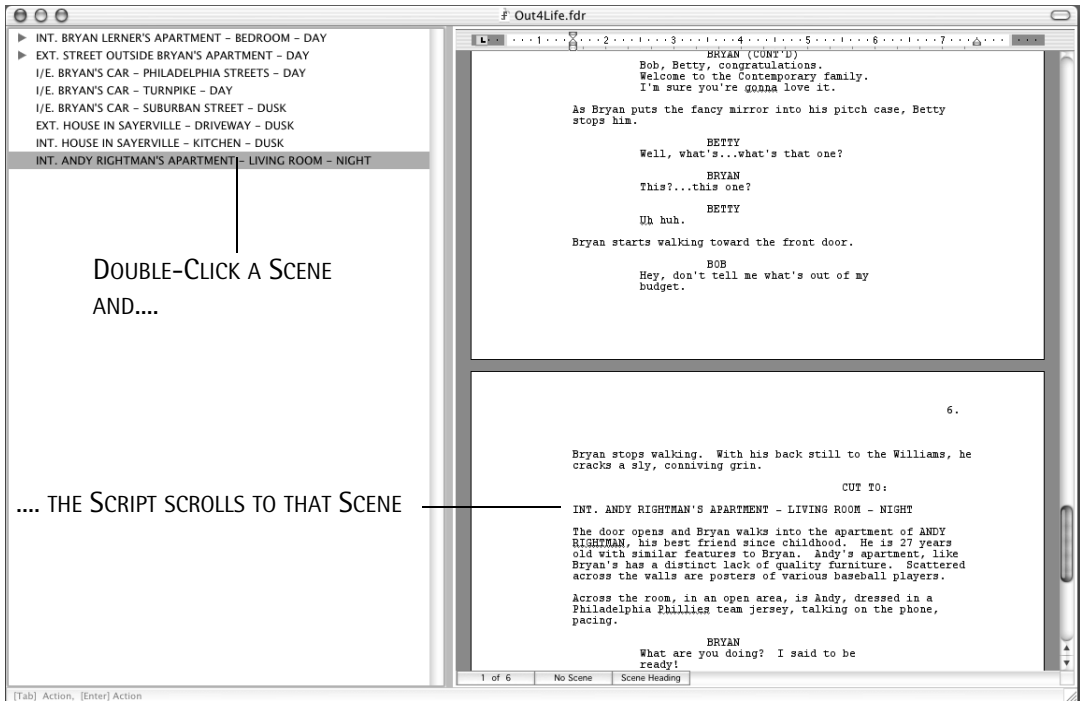 Out4Life.fdr
INT. BRYAN LERNER'S APARTMENT – BEDROOM – DAY
EXT. STREET OUTSIDE BRYAN'S APARTMENT – DAY
I/E. BRYAN'S CAR – PHILADELPHIA STREETS – DAY
I/E. BRYAN'S CAR – TURNPIKE – DAY
I/E. BRYAN'S CAR – SUBURBAN STREET – DUSK
EXT. HOUSE IN SAYERVILLE – DRIVEWAY – DUSK
INT. HOUSE IN SAYERVILLE – KITCHEN – DUSK
INT. ANDY RIGHTMAN'S APARTMENT – LIVING ROOM – NIGHT
DOUBLE-CLICK A SCENE
AND....
.... THE SCRIPT SCROLLS TO THAT SCENE
L 1 2 3 4 5 6 7
BRYAN (CONT'D)
Bob, Betty, congratulations.
Welcome to the Contemporary family.
I'm sure you're gonna love it.
As Bryan puts the fancy mirror into his pitch case, Betty
stops him.
BETTY
Well, what's...what's that one?
BRYAN
This?...this one?
BETTY
Uh huh.
Bryan starts walking toward the front door.
BOB
Hey, don't tell me what's out of my
budget.
6.
Bryan stops walking.  With his back still to the Williams, he
cracks a sly, conniving grin.
CUT TO:
INT. ANDY RIGHTMAN'S APARTMENT – LIVING ROOM – NIGHT
The door opens and Bryan walks into the apartment of ANDY
RIGHTMAN, his best friend since childhood.  He is 27 years
old with similar features to Bryan.  Andy's apartment, like
Bryan's has a distinct lack of quality furniture.  Scattered
across the walls are posters of various baseball players.
Across the room, in an open area, is Andy, dressed in a
Philadelphia Phillies team jersey, talking on the phone,
pacing.
BRYAN
What are you doing?  I said to be
ready!
1 of 6 No Scene Scene Heading
[Tab] Action, [Enter] Action